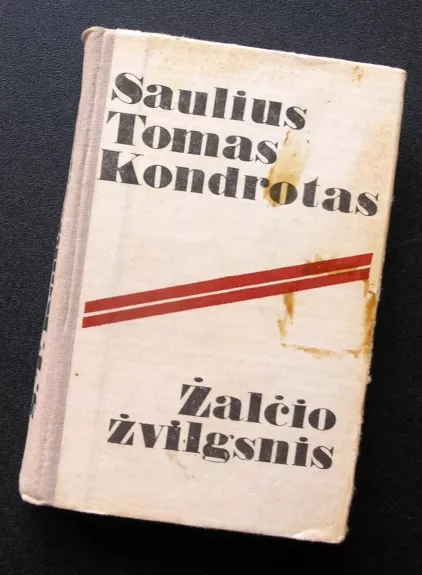 Saulius
Tomas
Kondrotas
Žalčio
žvilgsnis